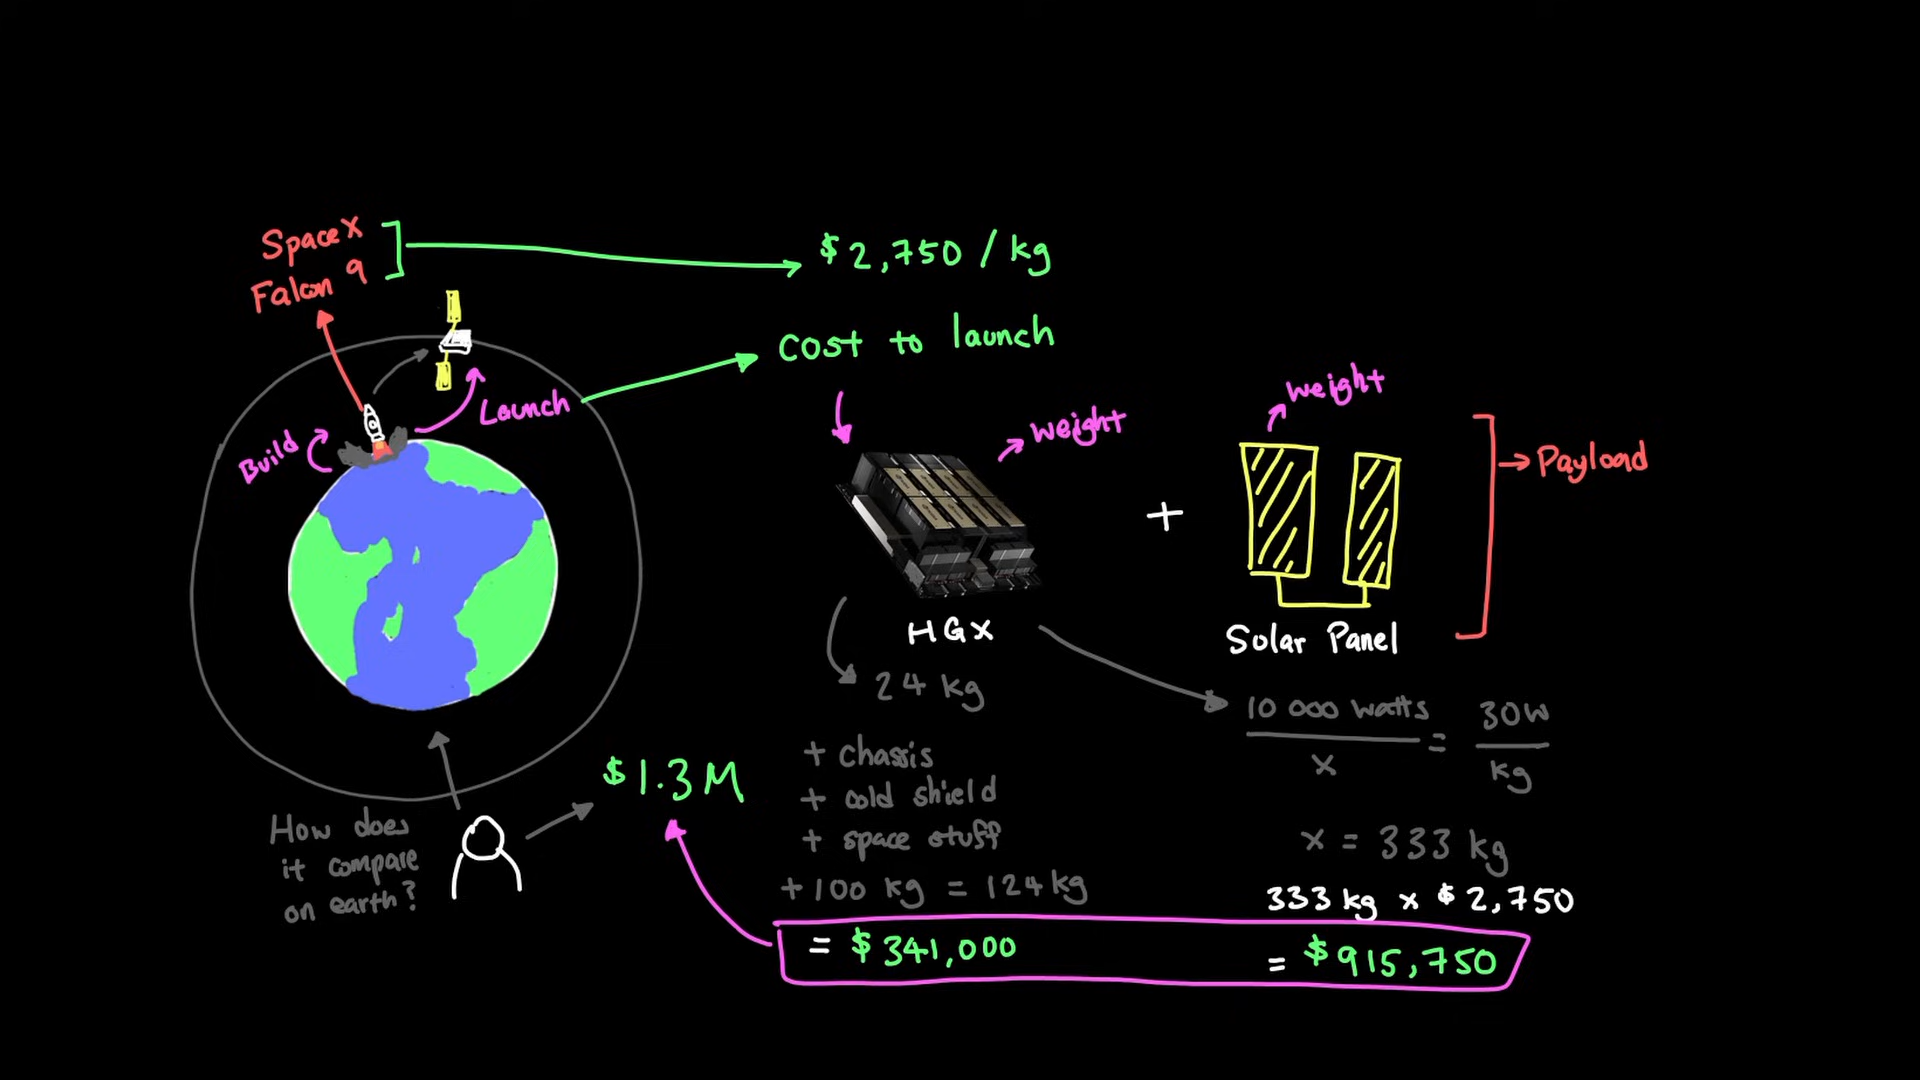 SpaceX
Falcon 9
$2,750 / kg
cost to launch
Launch
Build
weight
weight
Payload
+
HGX
Solar Panel
24 kg
10 000 watts
x
=
30W
kg
+ chassis
+ cold shield
+ space stuff
+100 kg = 124kg
$1.3M
How does
it compare
on earth?
x = 333 kg
333 kg x $2,750
= $341,000
= $915,750